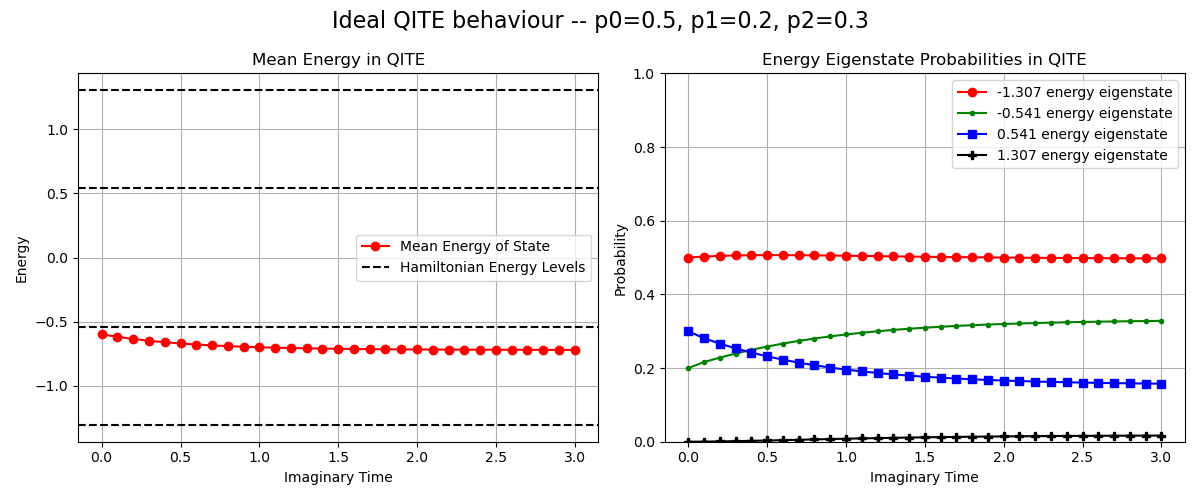 Ideal QITE behaviour -- p0=0.5, p1=0.2, p2=0.3
Mean Energy in QITE
Energy
1.0
0.5
0.0
−0.5
−1.0
Mean Energy of State
Hamiltonian Energy Levels
0.0 0.5 1.0 1.5 2.0 2.5 3.0
Imaginary Time
Energy Eigenstate Probabilities in QITE
Probability
1.0
0.8
0.6
0.4
0.2
0.0
-1.307 energy eigenstate
-0.541 energy eigenstate
0.541 energy eigenstate
1.307 energy eigenstate
0.0 0.5 1.0 1.5 2.0 2.5 3.0
Imaginary Time